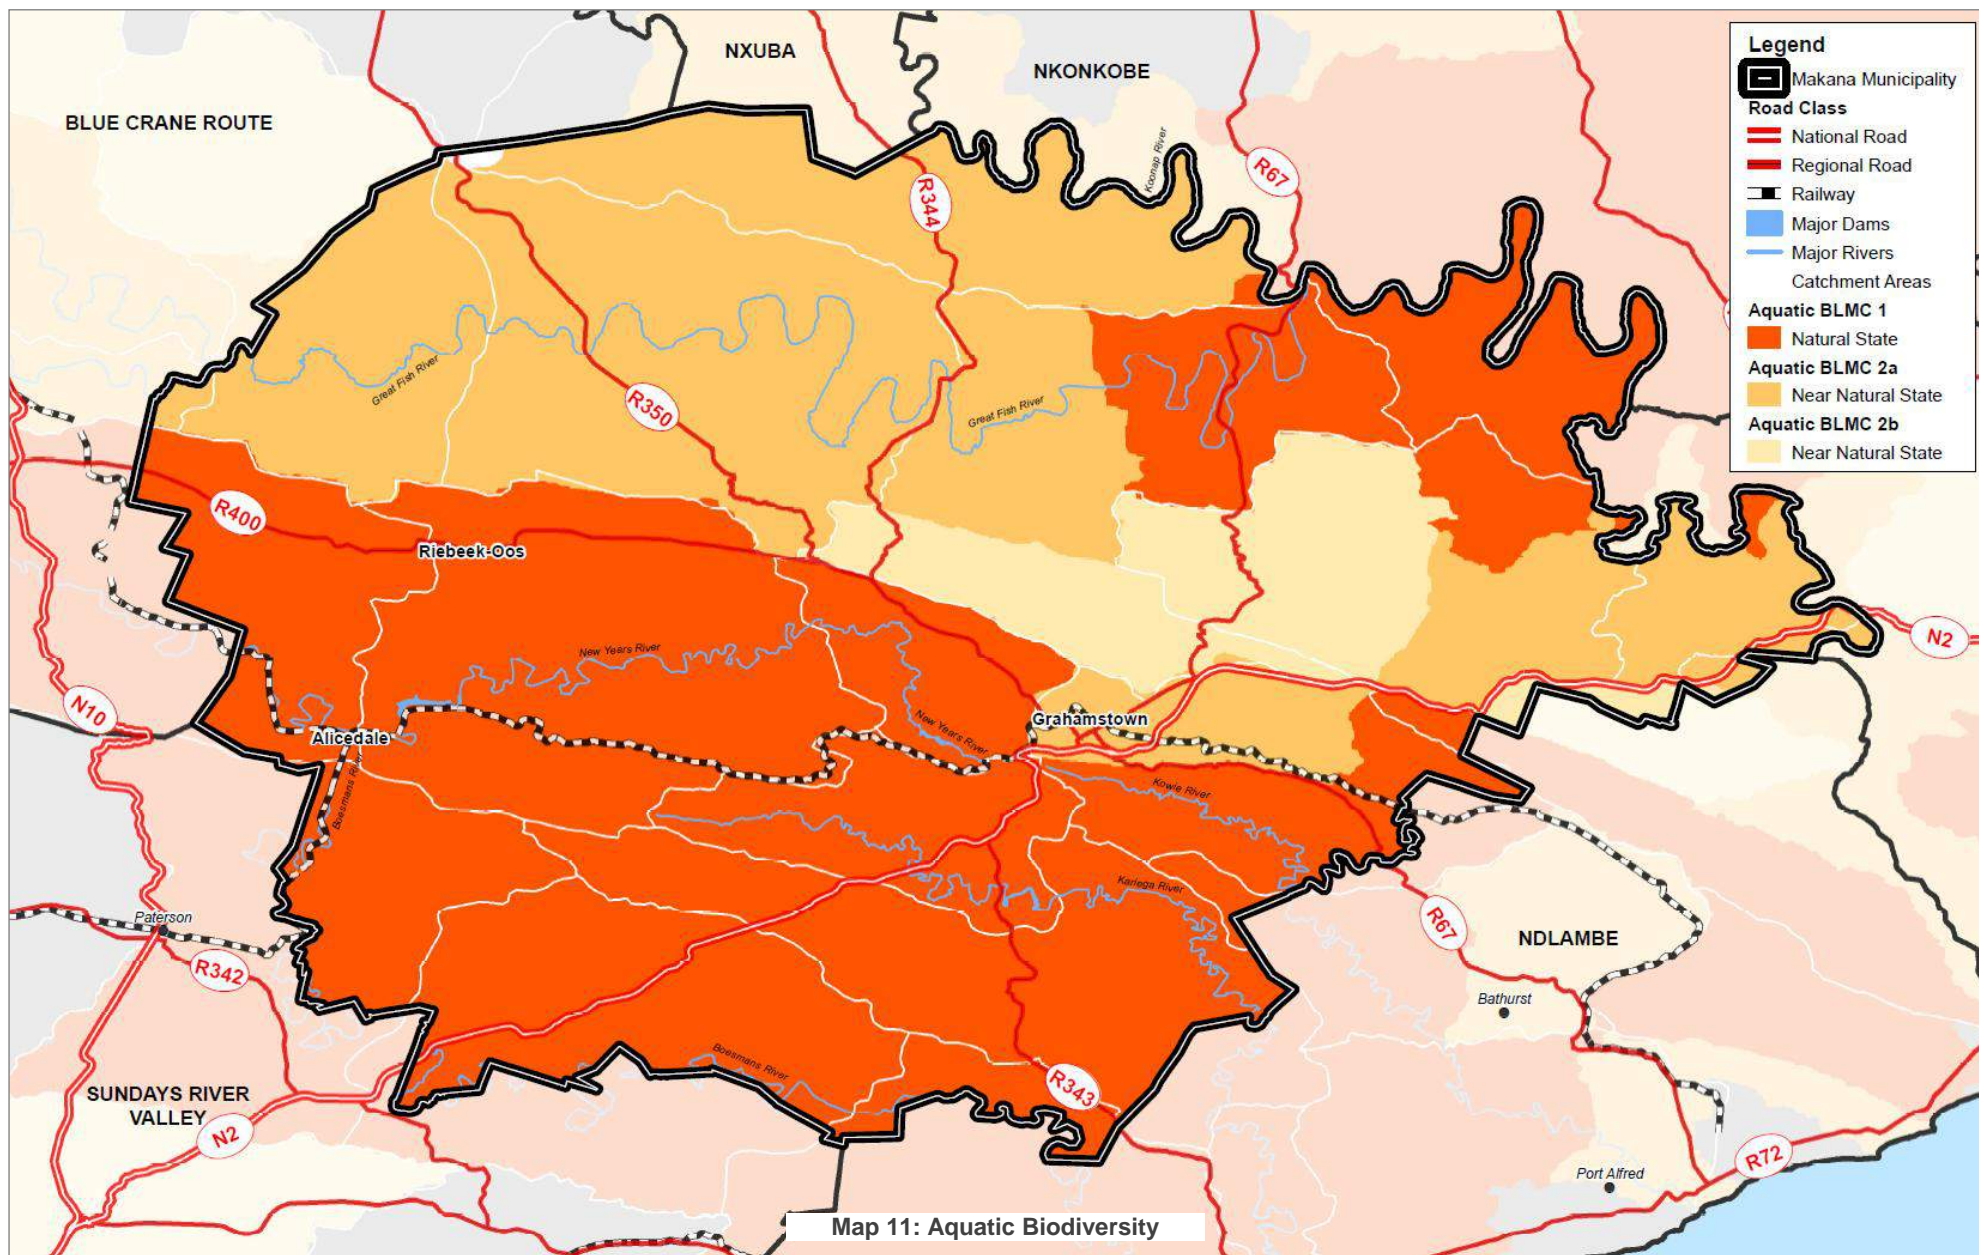 NXUBA
NKONKOBE
BLUE CRANE ROUTE
Koonap River
R67
R344
Legend
Makana Municipality
Road Class
National Road
Regional Road
Railway
Major Dams
Major Rivers
Catchment Areas
Aquatic BLMC 1
Natural State
Aquatic BLMC 2a
Near Natural State
Aquatic BLMC 2b
Near Natural State
Great Fish River
R350
Great Fish River
R400
Riebeek-Oos
New Years River
N2
N10
Alicedale
Boesmans River
New Years River
Grahamstown
Kowie River
Kariega River
Paterson
R342
R67
NDLAMBE
Bathurst
SUNDAYS RIVER
VALLEY
N2
Boesmans River
R343
R72
Port Alfred
Map 11: Aquatic Biodiversity